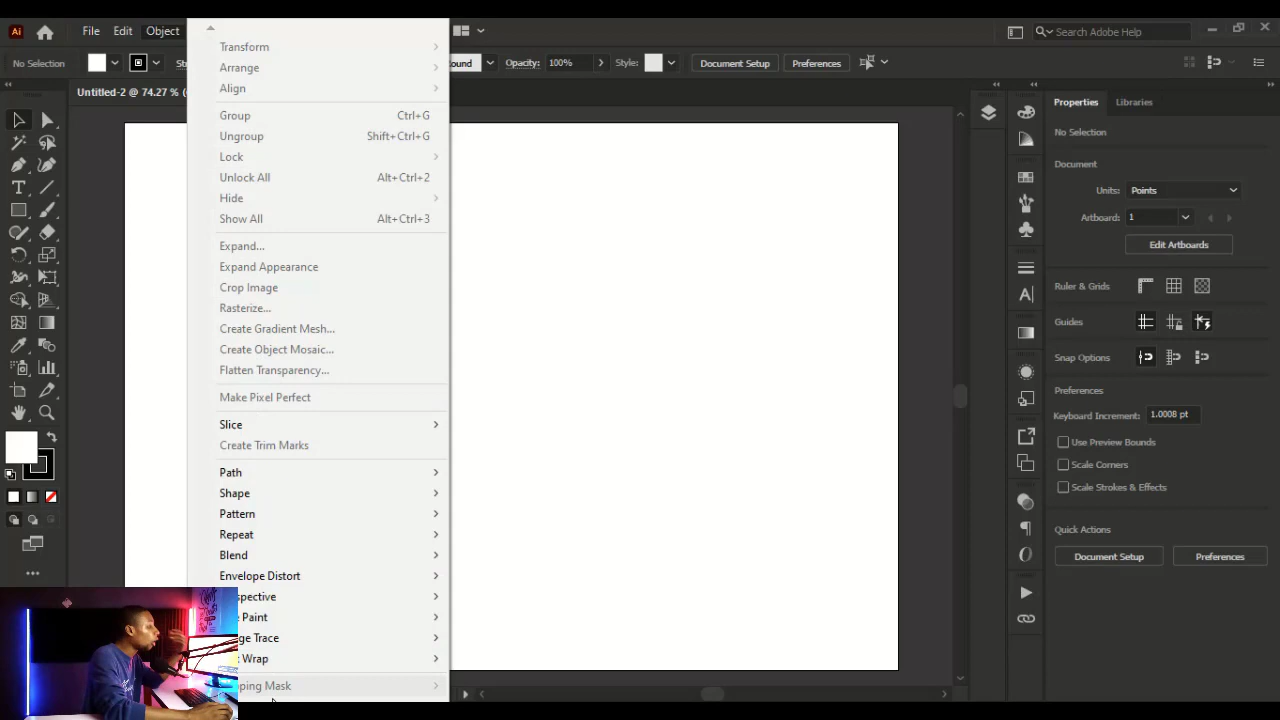 Ai
File Edit Object
Search Adobe Help
No Selection
Opacity: 100%
Style:
Document Setup
Preferences
Untitled-2 @ 74.27 %
Transform
Arrange
Align
Group Ctrl+G
Ungroup Shift+Ctrl+G
Lock
Unlock All Alt+Ctrl+2
Hide
Show All Alt+Ctrl+3
Expand...
Expand Appearance
Crop Image
Rasterize...
Create Gradient Mesh...
Create Object Mosaic...
Flatten Transparency...
Make Pixel Perfect
Slice
Create Trim Marks
Path
Shape
Pattern
Repeat
Blend
Envelope Distort
spective
Paint
ge Trace
Wrap
ping Mask
Properties Libraries
No Selection
Document
Units: Points
Artboard: 1
Edit Artboards
Ruler & Grids
Guides
Snap Options
Preferences
Keyboard Increment: 1.0008 pt
Use Preview Bounds
Scale Corners
Scale Strokes & Effects
Quick Actions
Document Setup Preferences